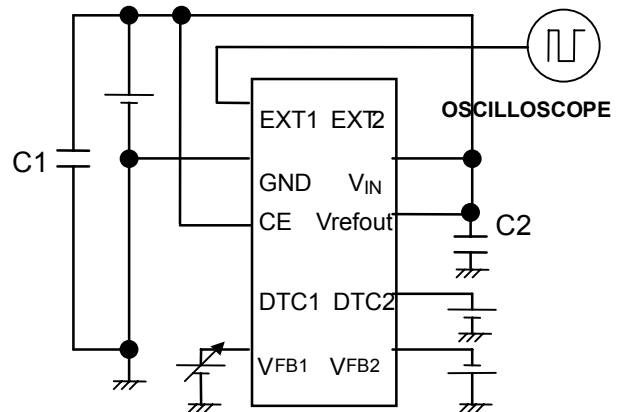 OSCILLOSCOPE
EXT1 EXT2
C1
GND VIN
CE Vrefout
C2
DTC1 DTC2
VFB1 VFB2